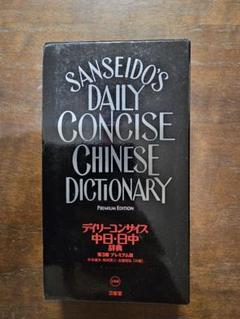 SANSEIDO'S
DAILY
CONCISE
CHINESE
DICTIONARY
PREMIUM EDITION
デイリーコンサイス
中日・日中
辞典
第3版 プレミアム版
三省堂